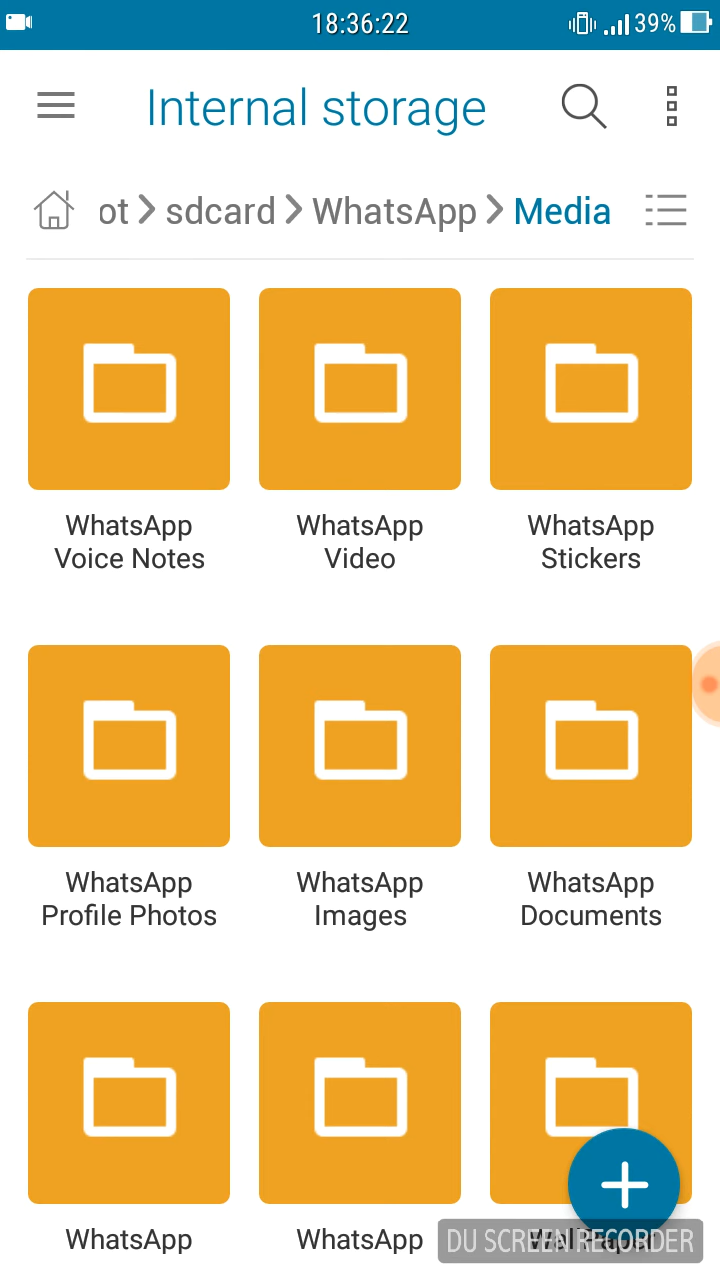 18:36:22
39%
Internal storage
ot
sdcard
WhatsApp
Media
WhatsApp
Voice Notes
WhatsApp
Video
WhatsApp
Stickers
WhatsApp
Profile Photos
WhatsApp
Images
WhatsApp
Documents
WhatsApp
WhatsApp
DU SCREEN RECORDER